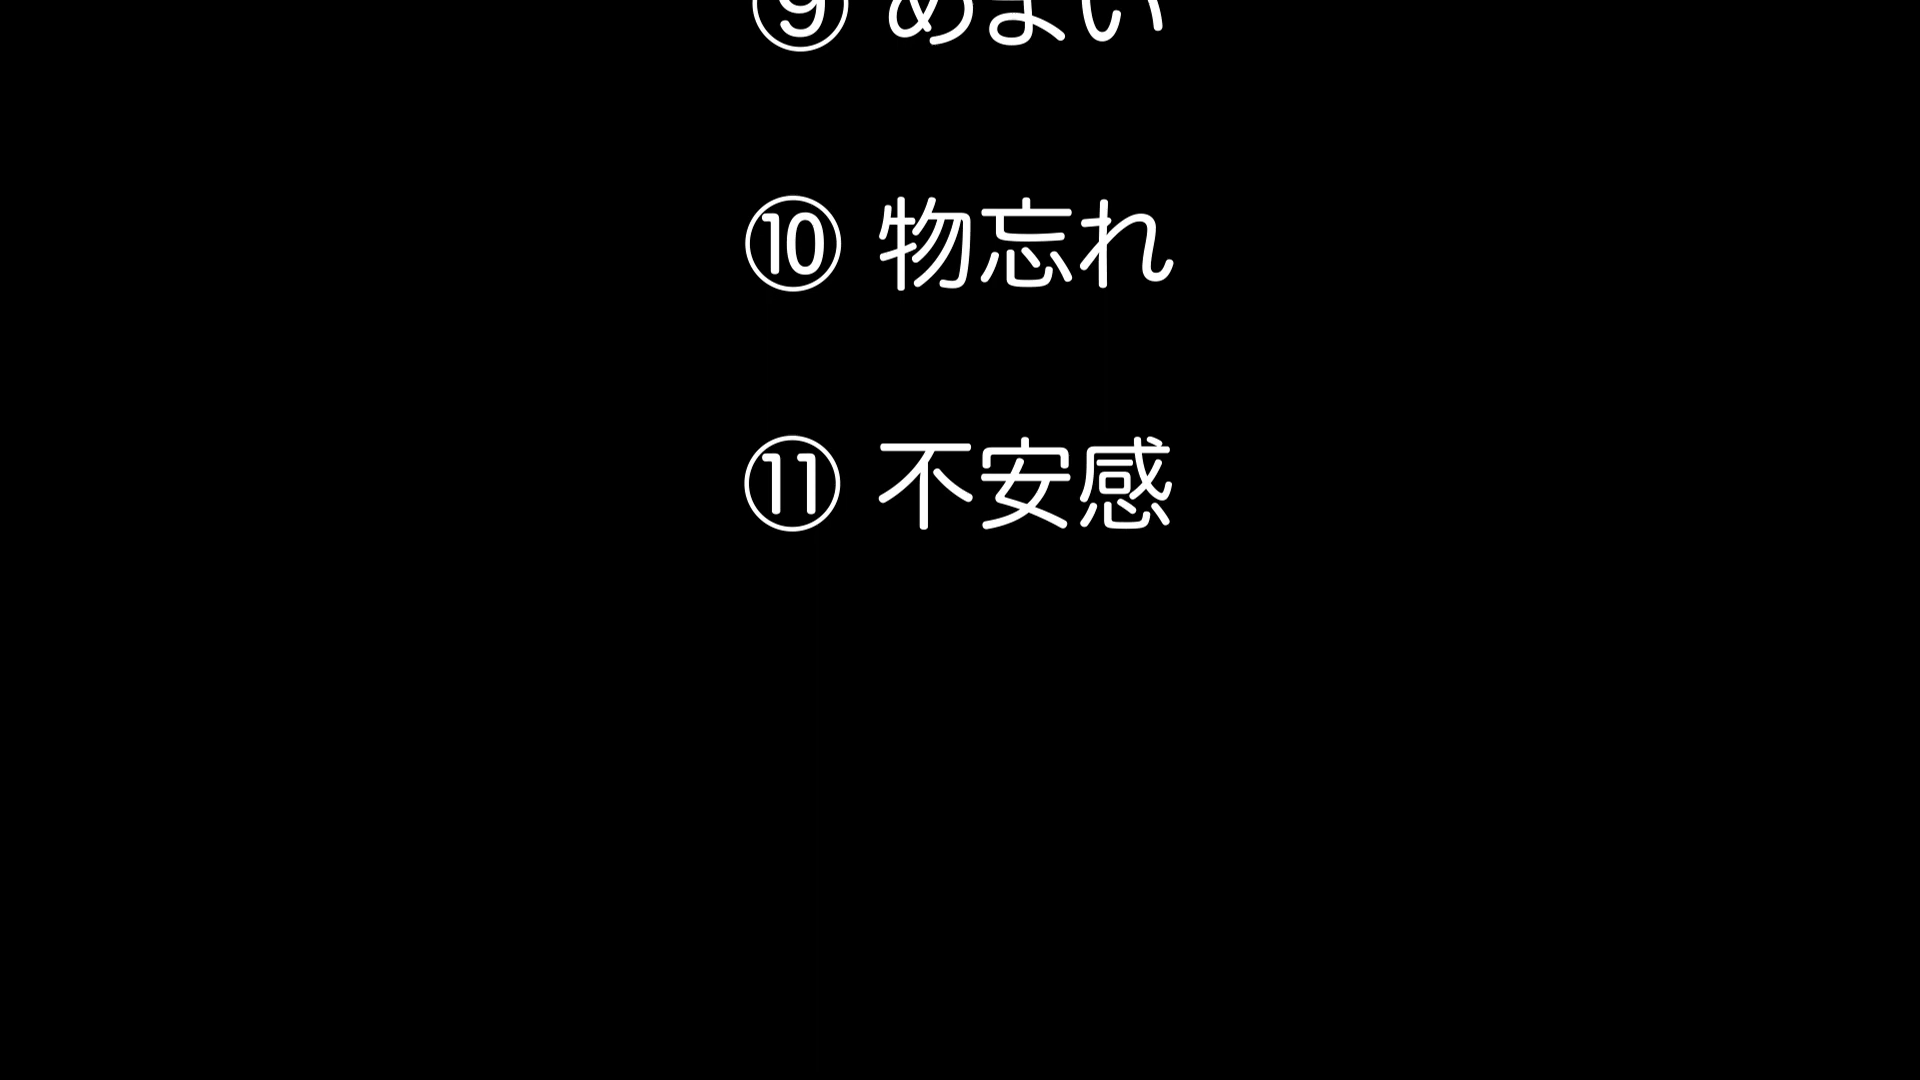 ⑨ めまい
⑩ 物忘れ
⑪ 不安感